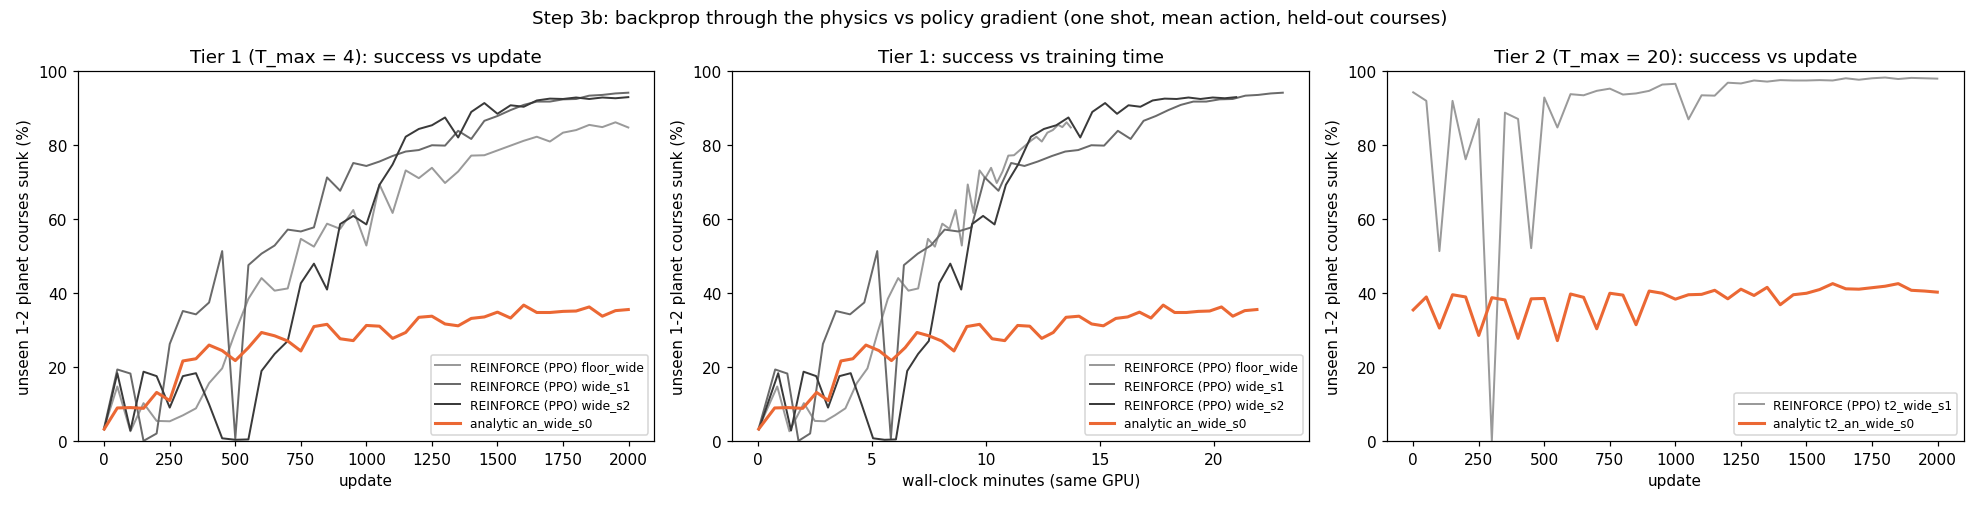 Step 3b: backprop through the physics vs policy gradient (one shot, mean action, held-out courses)
Tier 1 (T_max = 4): success vs update
unseen 1-2 planet courses sunk (%)
100
80
60
40
20
0
0 250 500 750 1000 1250 1500 1750 2000
update
REINFORCE (PPO) floor_wide
REINFORCE (PPO) wide_s1
REINFORCE (PPO) wide_s2
analytic an_wide_s0
Tier 1: success vs training time
unseen 1-2 planet courses sunk (%)
100
80
60
40
20
0
0 5 10 15 20
wall-clock minutes (same GPU)
REINFORCE (PPO) floor_wide
REINFORCE (PPO) wide_s1
REINFORCE (PPO) wide_s2
analytic an_wide_s0
Tier 2 (T_max = 20): success vs update
unseen 1-2 planet courses sunk (%)
100
80
60
40
20
0
0 250 500 750 1000 1250 1500 1750 2000
update
REINFORCE (PPO) t2_wide_s1
analytic t2_an_wide_s0